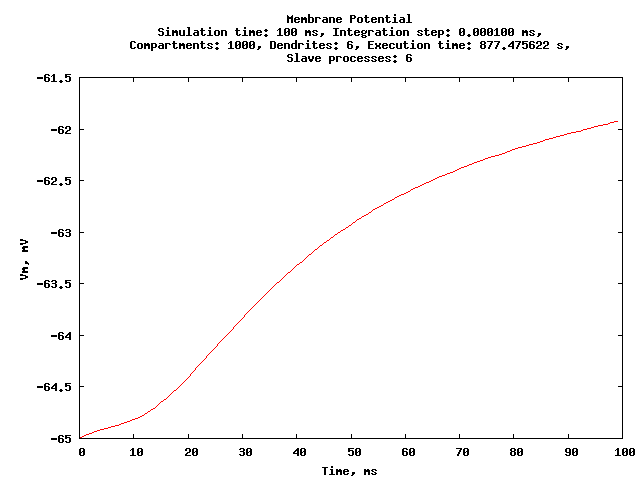 Membrane Potential
Simulation time: 100 ms, Integration step: 0.000100 ms,
Compartments: 1000, Dendrites: 6, Execution time: 877.475622 s,
Slave processes: 6
-61.5
-62
-62.5
-63
-63.5
-64
-64.5
-65
Vm, mV
0 10 20 30 40 50 60 70 80 90 100
Time, ms